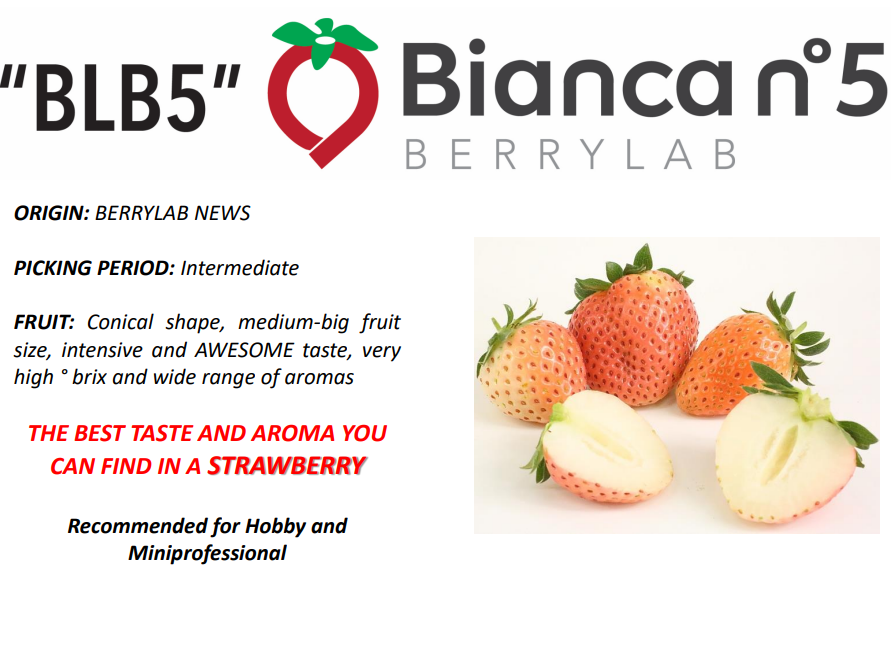 "BLB5"
Bianca nº5
BERRYLAB
ORIGIN: BERRYLAB NEWS
PICKING PERIOD: Intermediate
FRUIT: Conical shape, medium-big fruit
size, intensive and AWESOME taste, very
high ° brix and wide range of aromas
THE BEST TASTE AND AROMA YOU
CAN FIND IN A STRAWBERRY
Recommended for Hobby and
Miniprofessional